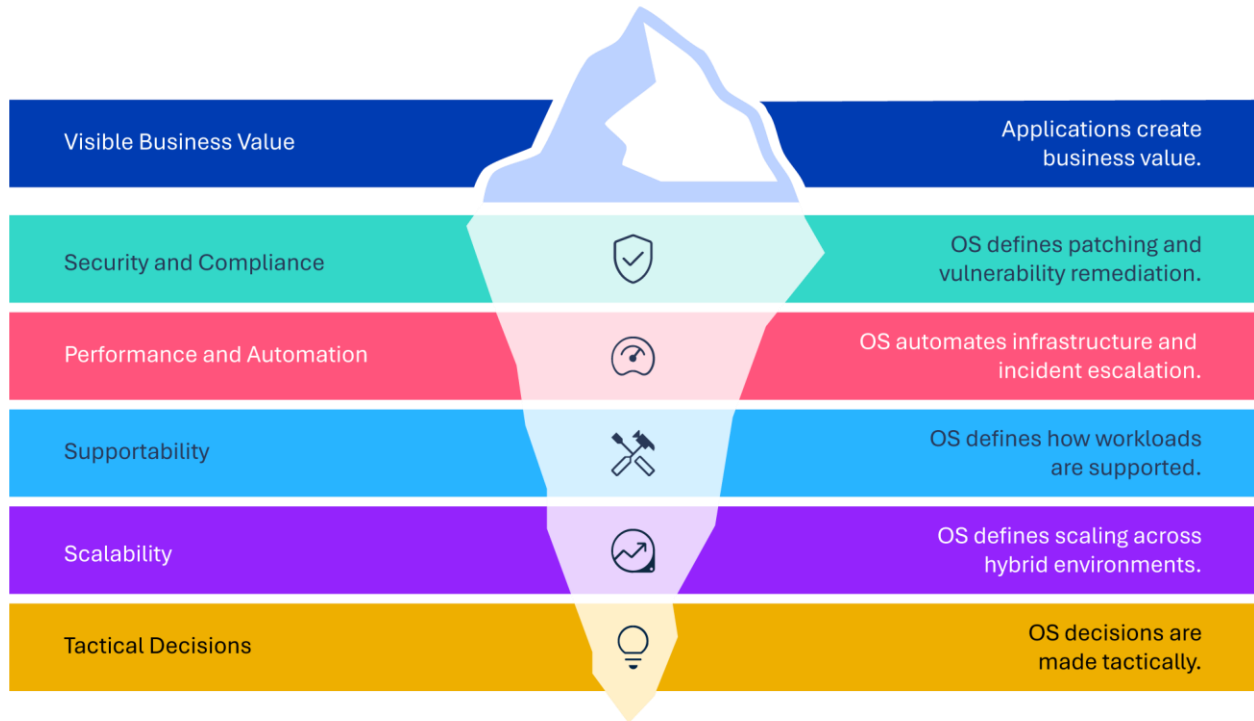 Visible Business Value
Applications create
business value.
Security and Compliance
OS defines patching and
vulnerability remediation.
Performance and Automation
OS automates infrastructure and
incident escalation.
Supportability
OS defines how workloads
are supported.
Scalability
OS defines scaling across
hybrid environments.
Tactical Decisions
OS decisions are
made tactically.